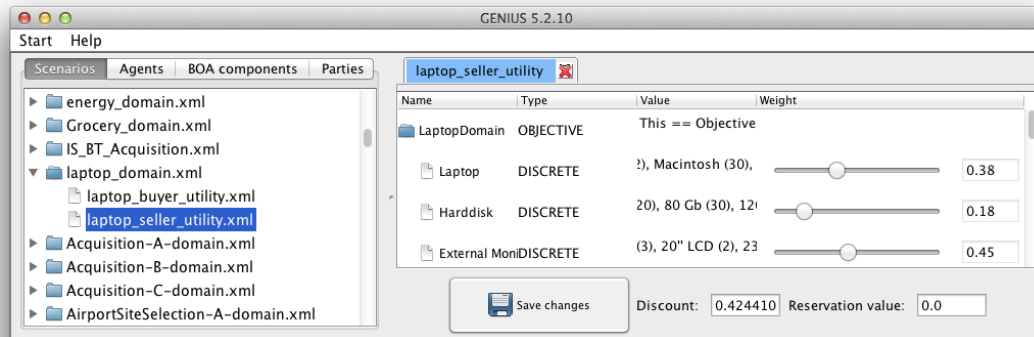 GENIUS 5.2.10
Start Help
Scenarios Agents BOA components Parties
energy_domain.xml
Grocery_domain.xml
IS_BT_Acquisition.xml
laptop_domain.xml
laptop_buyer_utility.xml
laptop_seller_utility.xml
Acquisition-A-domain.xml
Acquisition-B-domain.xml
Acquisition-C-domain.xml
AirportSiteSelection-A-domain.xml
laptop_seller_utility
Name Type Value Weight
LaptopDomain OBJECTIVE This == Objective
Laptop DISCRETE 2), Macintosh (30), 0.38
Harddisk DISCRETE 20), 80 Gb (30), 120 0.18
External Moni DISCRETE (3), 20" LCD (2), 23 0.45
Save changes Discount: 0.424410 Reservation value: 0.0